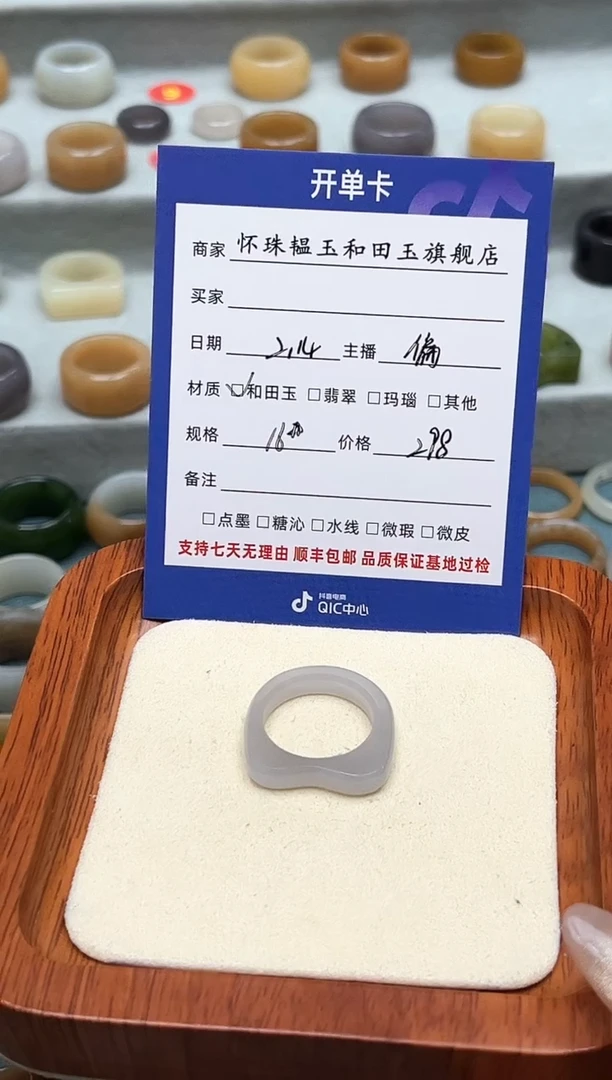 开单卡
商家 怀珠韫玉和田玉旗舰店
买家
日期 2.14 主播 偏
材质 ☑和田玉 □翡翠 □玛瑙 □其他
规格 16 价格 298
备注
□点墨 □糖沁 □水线 □微瑕 □微皮
支持七天无理由 顺丰包邮 品质保证基地过检
抖音电商
QIC中心